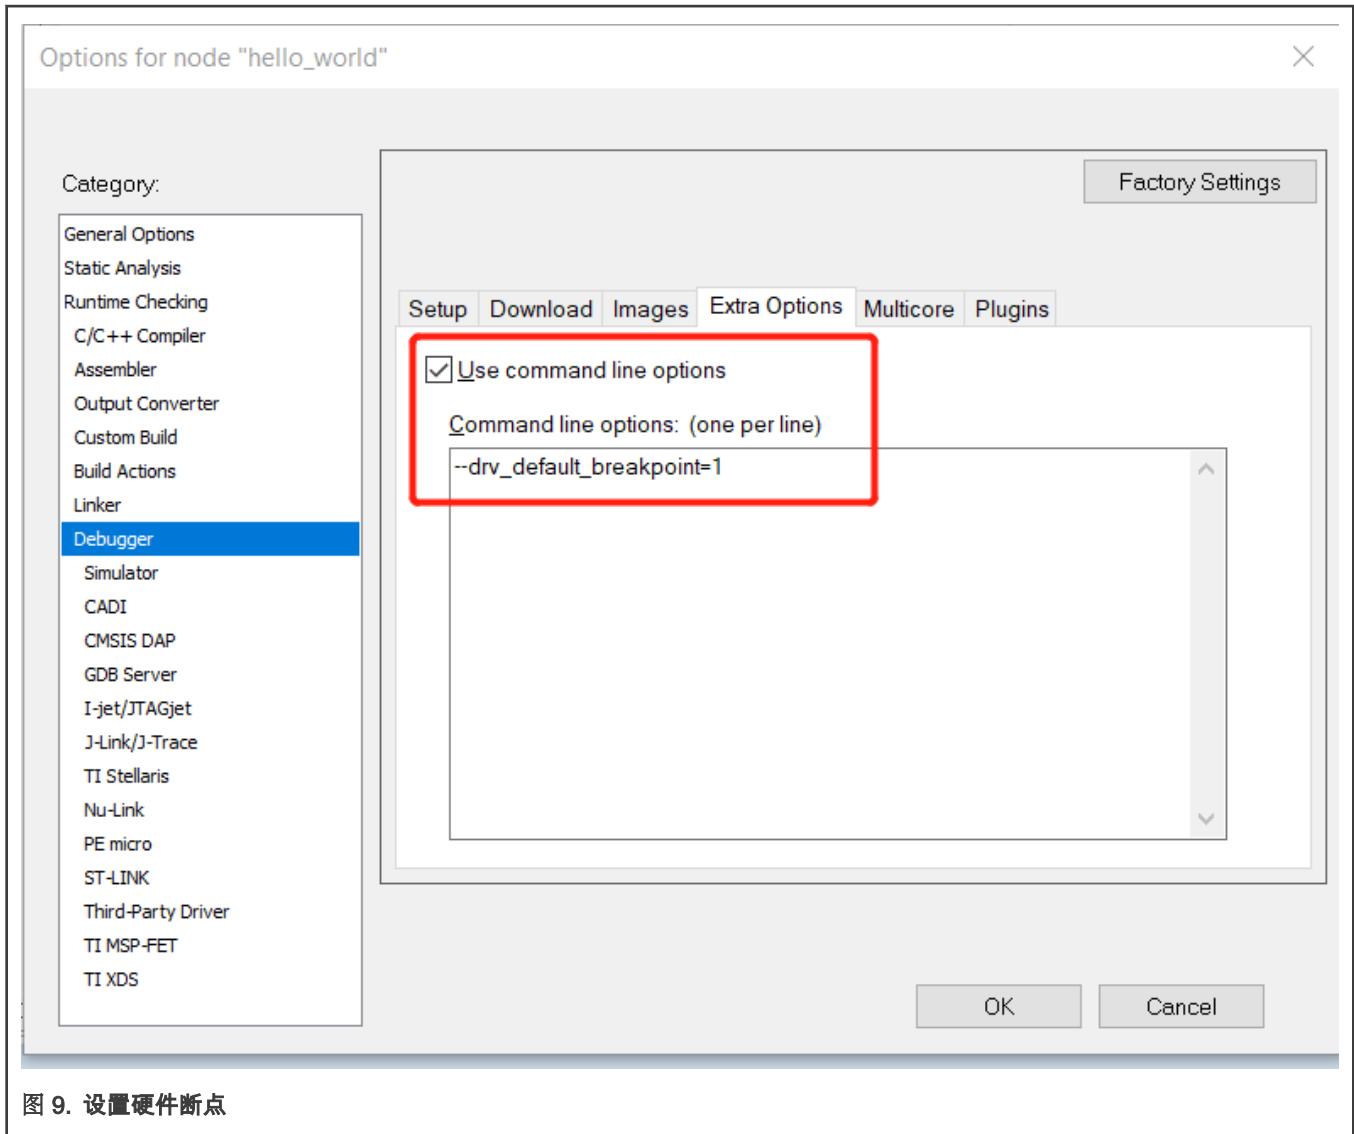 Options for node "hello_world"
Category:
General Options
Static Analysis
Runtime Checking
C/C++ Compiler
Assembler
Output Converter
Custom Build
Build Actions
Linker
Debugger
Simulator
CADI
CMSIS DAP
GDB Server
I-jet/JTAGjet
J-Link/J-Trace
TI Stellaris
Nu-Link
PE micro
ST-LINK
Third-Party Driver
TI MSP-FET
TI XDS
Factory Settings
Setup Download Images Extra Options Multicore Plugins
Use command line options
Command line options: (one per line)
--drv_default_breakpoint=1
OK Cancel
图 9. 设置硬件断点